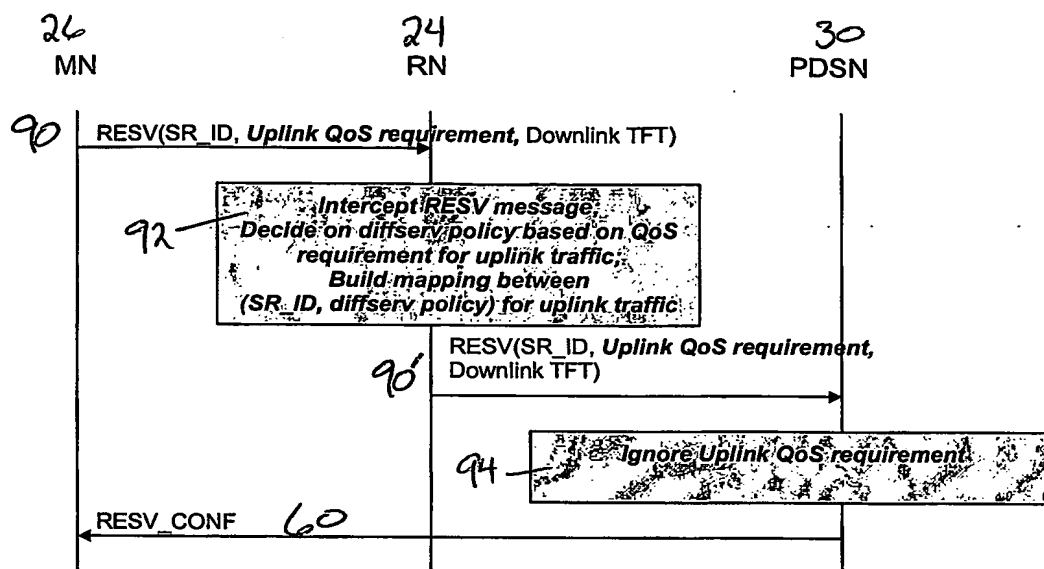 26 24 30
MN RN PDSN
90 RESV(SR_ID, Uplink QoS requirement, Downlink TFT)
Intercept RESV message,
92 Decide on diffserv policy based on QoS
requirement for uplink traffic,
Build mapping between
(SR_ID, diffserv policy) for uplink traffic
RESV(SR_ID, Uplink QoS requirement,
90' Downlink TFT)
94 Ignore Uplink QoS requirement
RESV_CONF 60